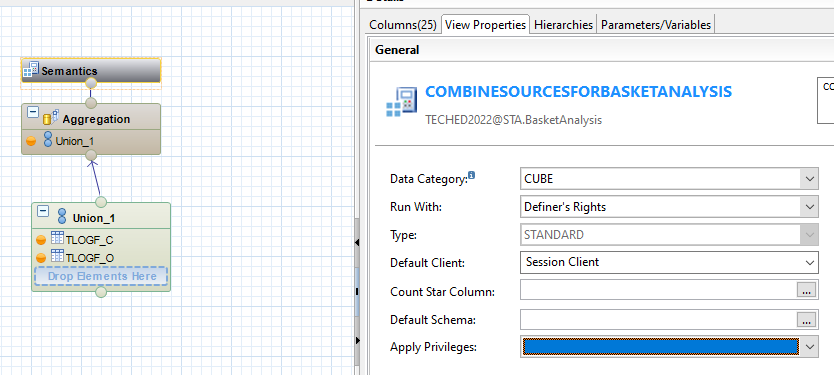 Semantics
Aggregation
Union_1
Union_1
TLOGF_C
TLOGF_O
Drop Elements Here
Columns(25) View Properties Hierarchies Parameters/Variables
General
COMBINESOURCESFORBASKETANALYSIS
TECHED2022@STA.BasketAnalysis
Data Category: CUBE
Run With: Definer's Rights
Type: STANDARD
Default Client: Session Client
Count Star Column: ...
Default Schema: ...
Apply Privileges: